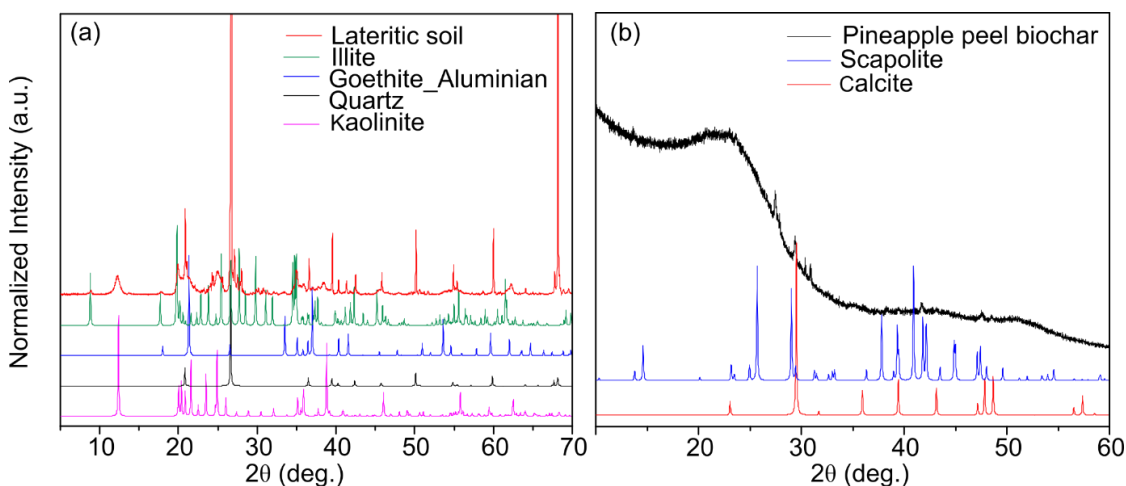 Normalized Intensity (a.u.)
(a)
Lateritic soil
Illite
Goethite_Aluminian
Quartz
Kaolinite
10 20 30 40 50 60 70
2θ (deg.)
(b)
Pineapple peel biochar
Scapolite
Calcite
20 30 40 50 60
2θ (deg.)